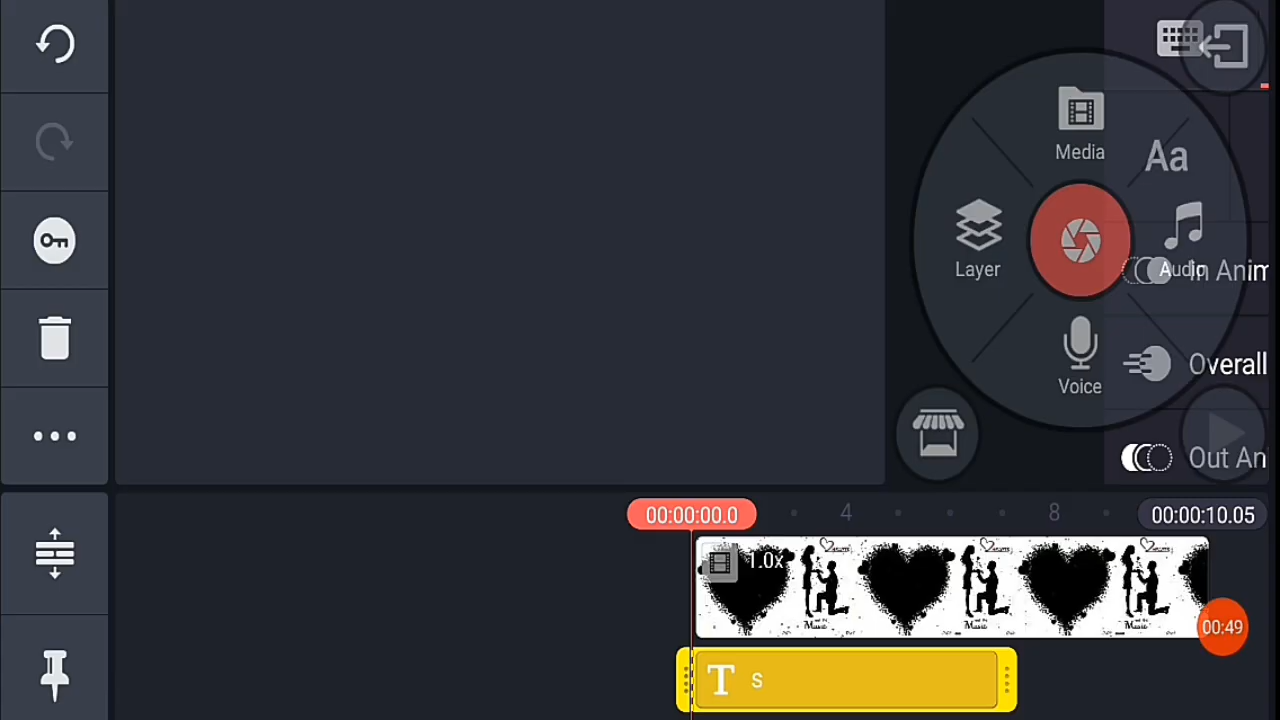 Media
Aa
Layer
Audio
In Anim
Voice
Overall
Out An
00:00:00.0
4
8
00:00:10.05
1.0x
00:49
T s